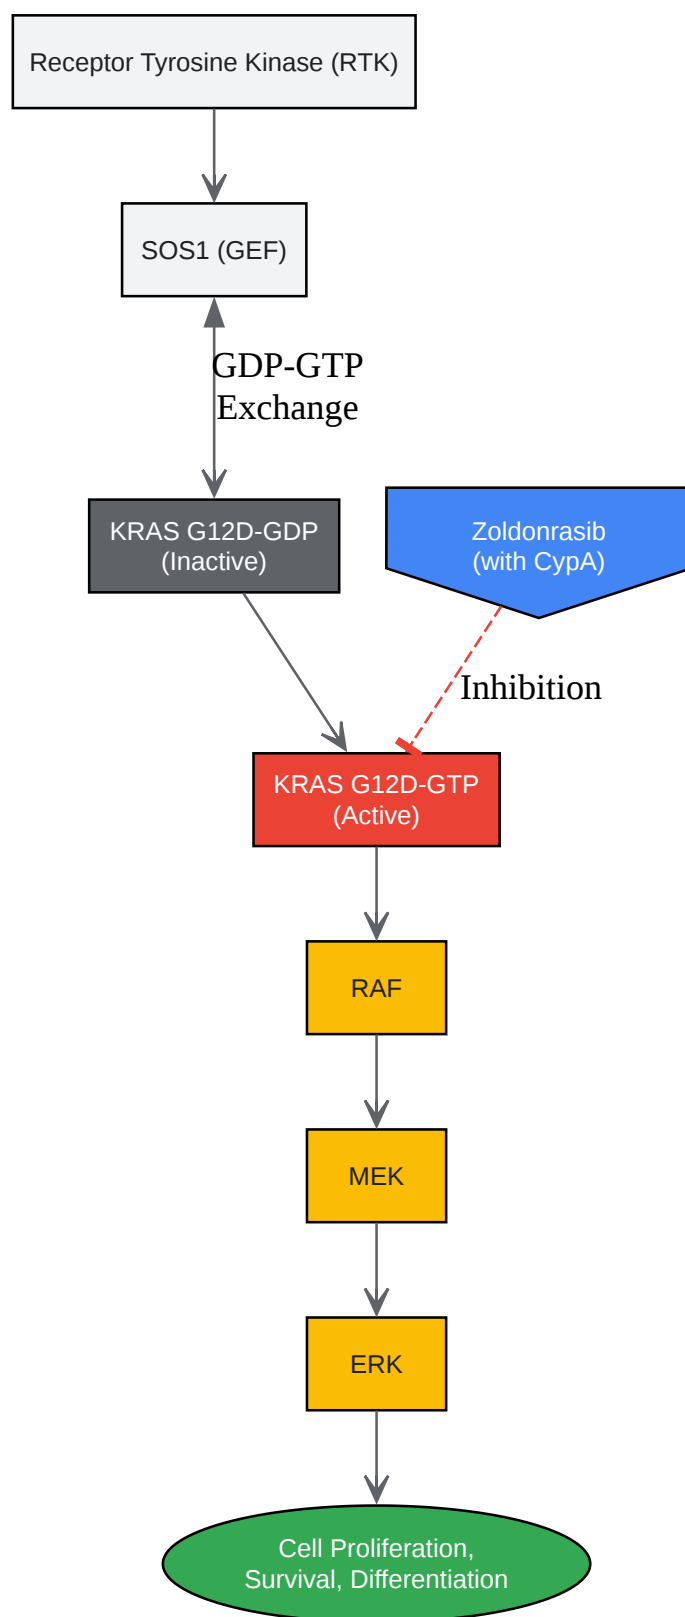 Receptor Tyrosine Kinase (RTK)
SOS1 (GEF)
GDP-GTP
Exchange
KRAS G12D-GDP
(Inactive)
Zoldonrasib
(with CypA)
Inhibition
KRAS G12D-GTP
(Active)
RAF
MEK
ERK
Cell Proliferation,
Survival, Differentiation